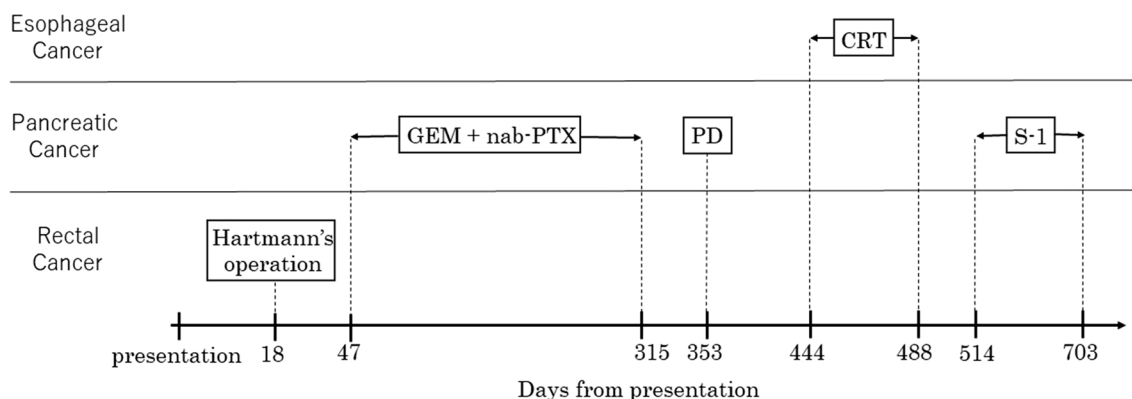 Esophageal
Cancer
CRT
Pancreatic
Cancer
GEM + nab-PTX
PD
S-1
Rectal
Cancer
Hartmann's
operation
presentation 18 47 315 353 444 488 514 703
Days from presentation